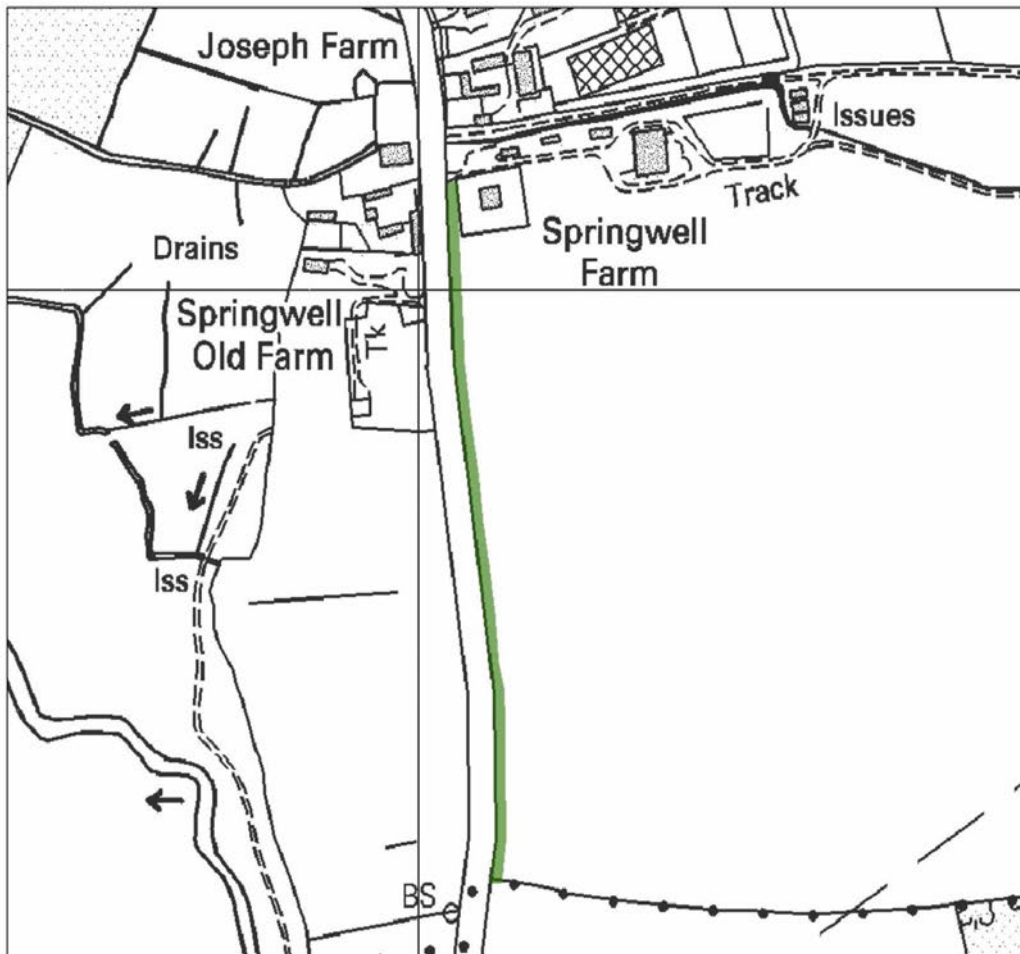 Joseph Farm
Issues
Track
Springwell
Farm
Drains
Springwell
Old Farm
Tk
Iss
Iss
BS